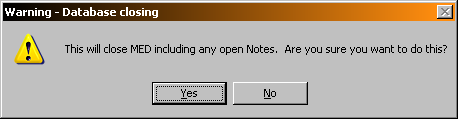 Warning - Database closing
This will close MED including any open Notes.  Are you sure you want to do this?
Yes
No